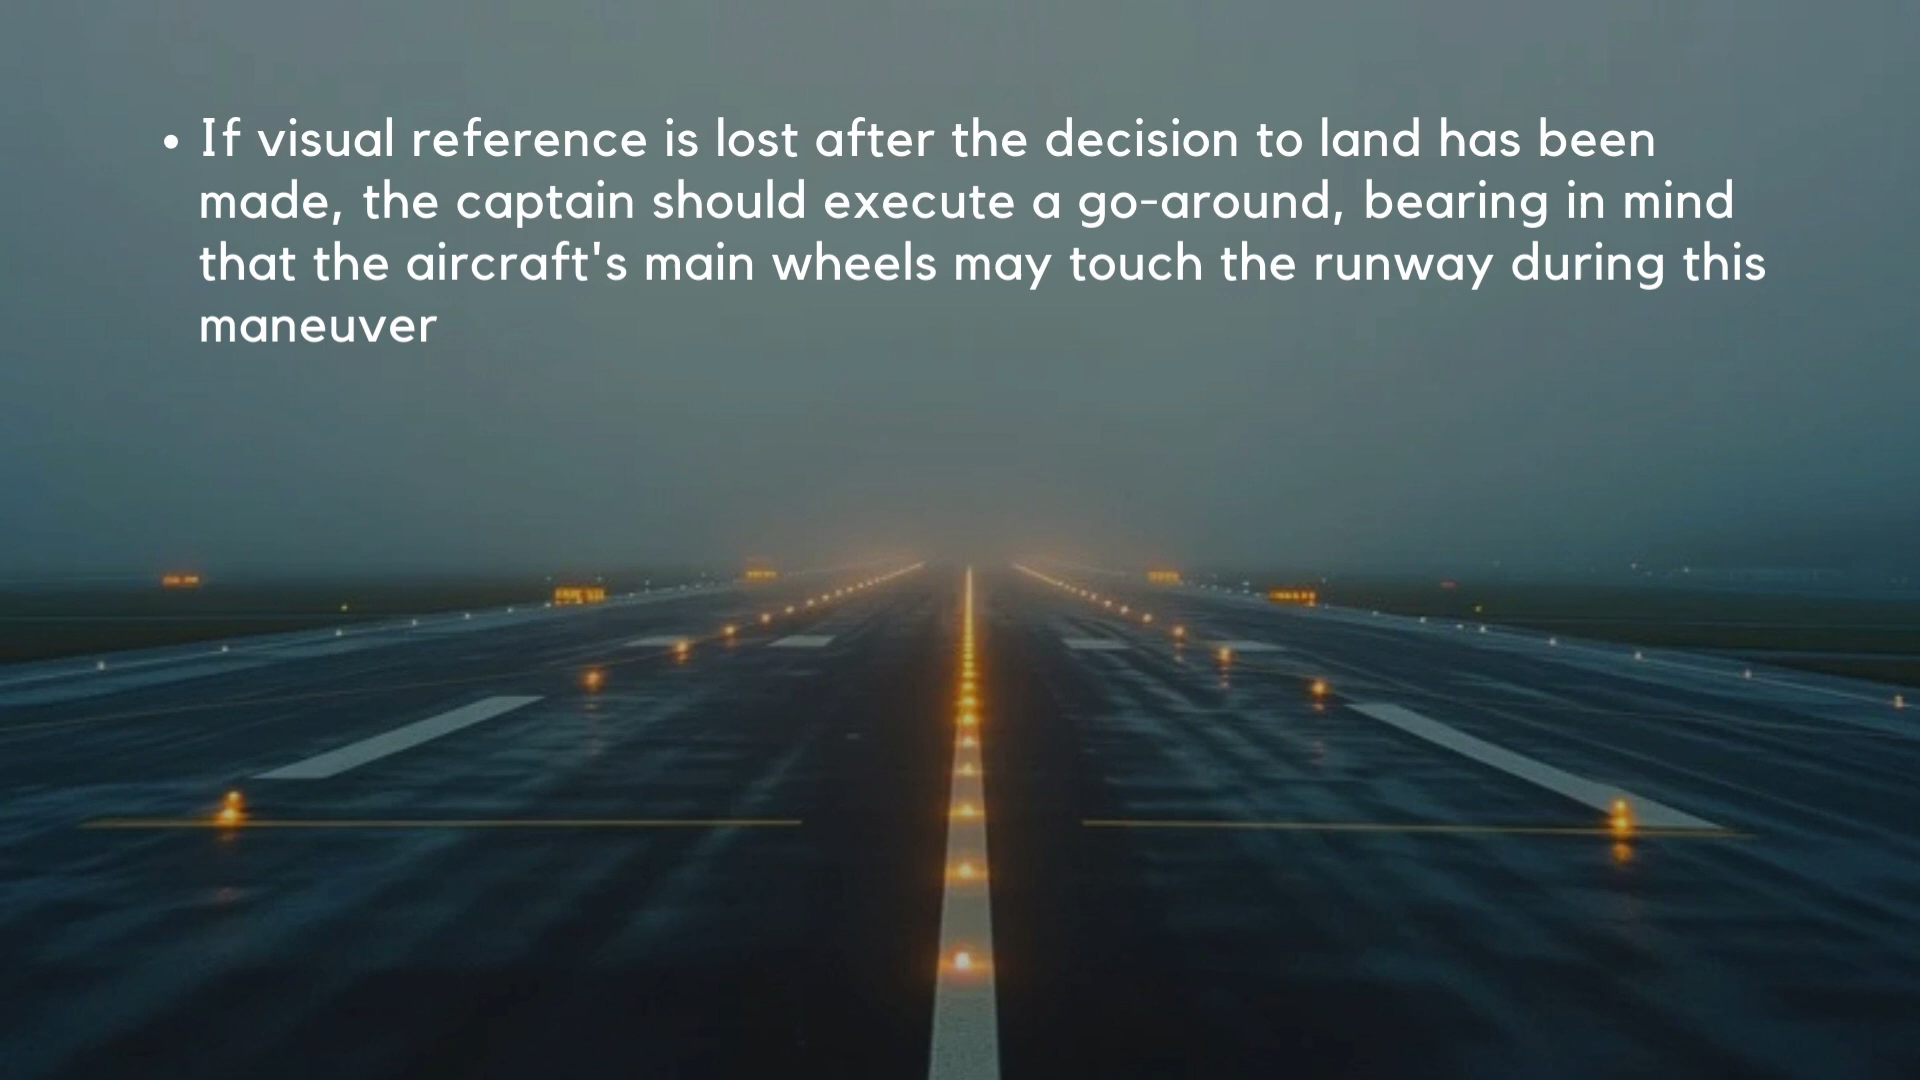 • If visual reference is lost after the decision to land has been
made, the captain should execute a go-around, bearing in mind
that the aircraft's main wheels may touch the runway during this
maneuver